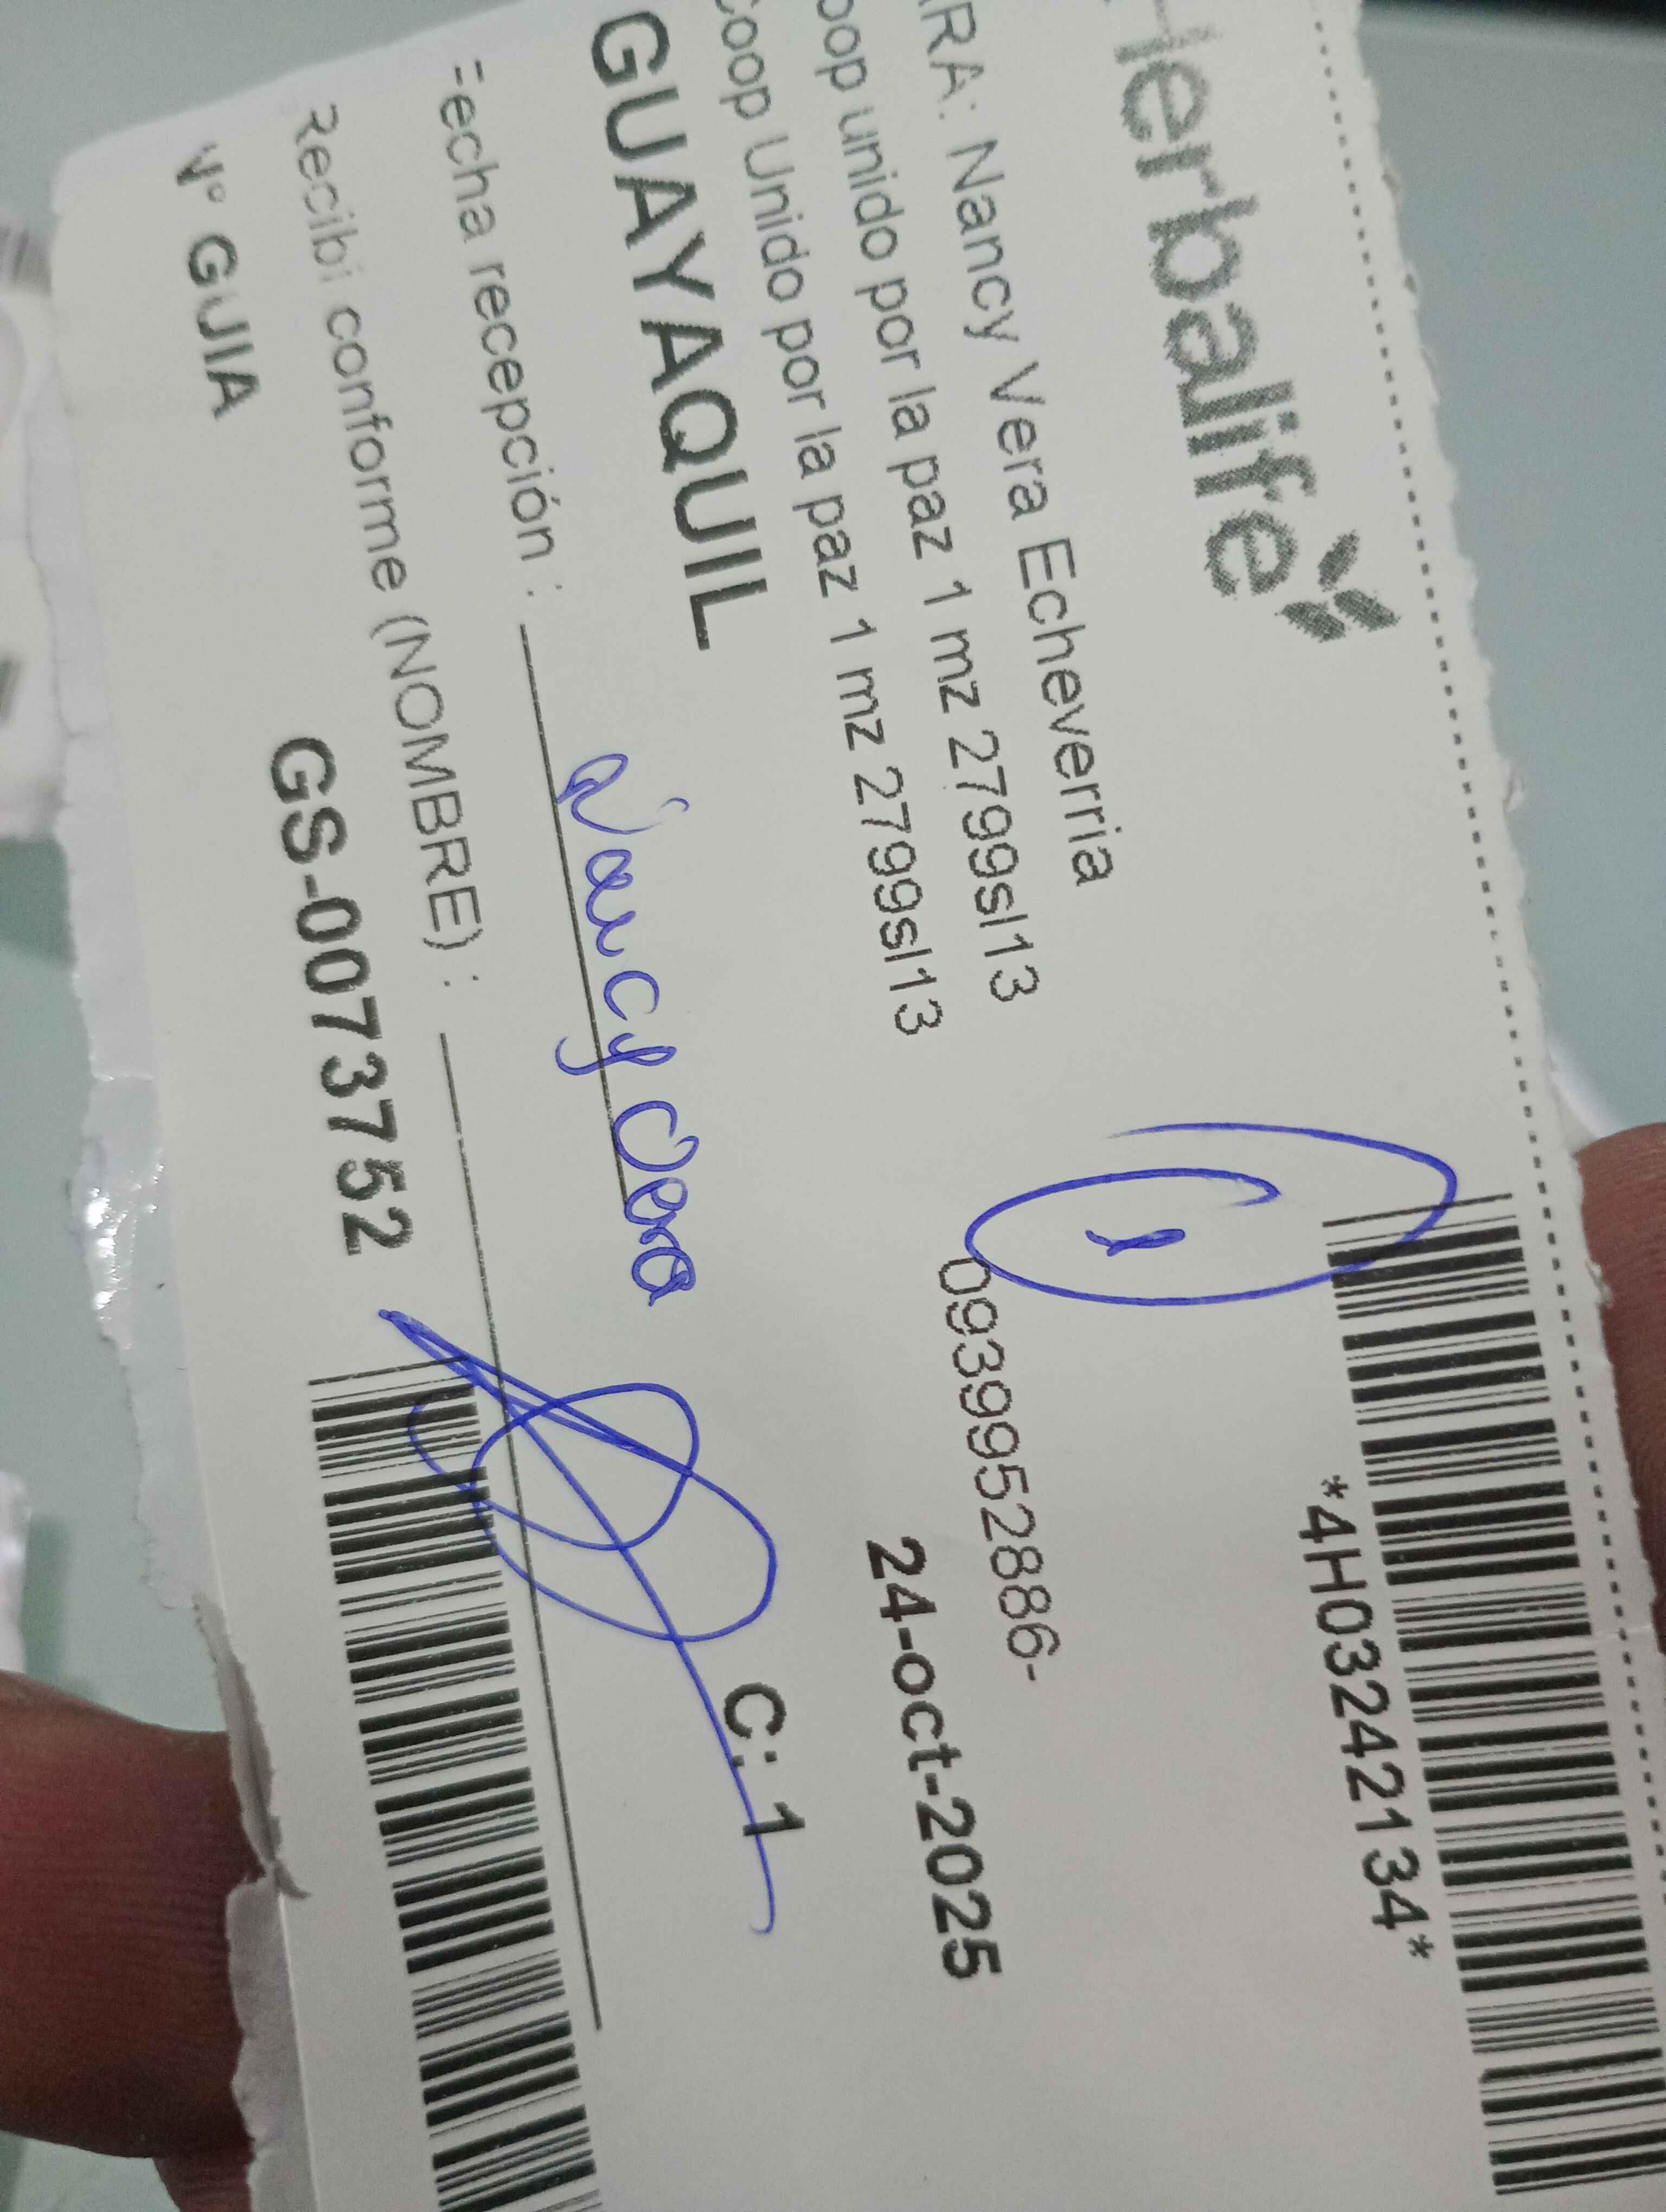 Herbalife
*4H03242134*
RA: Nancy Vera Echeverria
oop unido por la paz 1 mz 2799sl13
0939952886-
Coop Unido por la paz 1 mz 2799sl13
24-oct-2025
GUAYAQUIL
C: 1
Fecha recepción :
Nancy Vera
Recibi conforme (NOMBRE) :
N° GUIA
GS-00737752